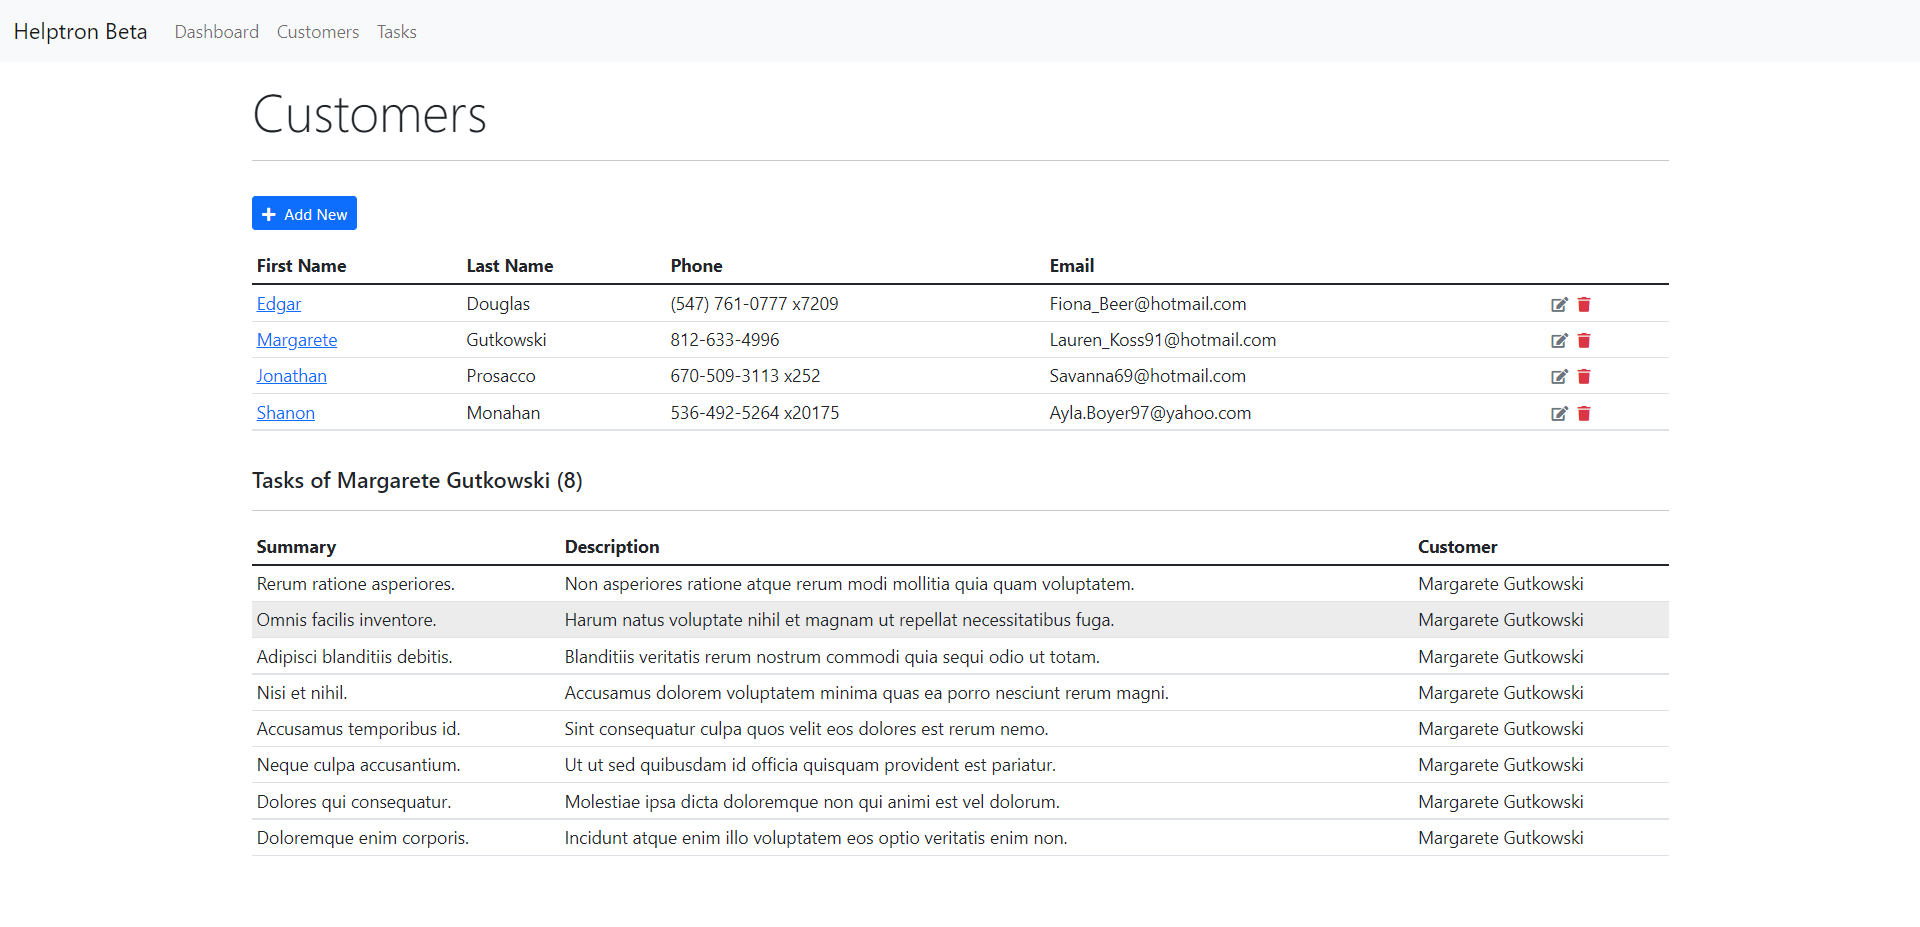 Helptron Beta Dashboard Customers Tasks
Customers
Add New
First Name Last Name Phone Email
Edgar Douglas (547) 761-0777 x7209 Fiona_Beer@hotmail.com
Margarete Gutkowski 812-633-4996 Lauren_Koss91@hotmail.com
Jonathan Prosacco 670-509-3113 x252 Savanna69@hotmail.com
Shanon Monahan 536-492-5264 x20175 Ayla.Boyer97@yahoo.com
Tasks of Margarete Gutkowski (8)
Summary Description Customer
Rerum ratione asperiores. Non asperiores ratione atque rerum modi mollitia quia quam voluptatem. Margarete Gutkowski
Omnis facilis inventore. Harum natus voluptate nihil et magnam ut repellat necessitatibus fuga. Margarete Gutkowski
Adipisci blanditiis debitis. Blanditiis veritatis rerum nostrum commodi quia sequi odio ut totam. Margarete Gutkowski
Nisi et nihil. Accusamus dolorem voluptatem minima quas ea porro nesciunt rerum magni. Margarete Gutkowski
Accusamus temporibus id. Sint consequatur culpa quos velit eos dolores est rerum nemo. Margarete Gutkowski
Neque culpa accusantium. Ut ut sed quibusdam id officia quisquam provident est pariatur. Margarete Gutkowski
Dolores qui consequatur. Molestiae ipsa dicta doloremque non qui animi est vel dolorum. Margarete Gutkowski
Doloremque enim corporis. Incidunt atque enim illo voluptatem eos optio veritatis enim non. Margarete Gutkowski